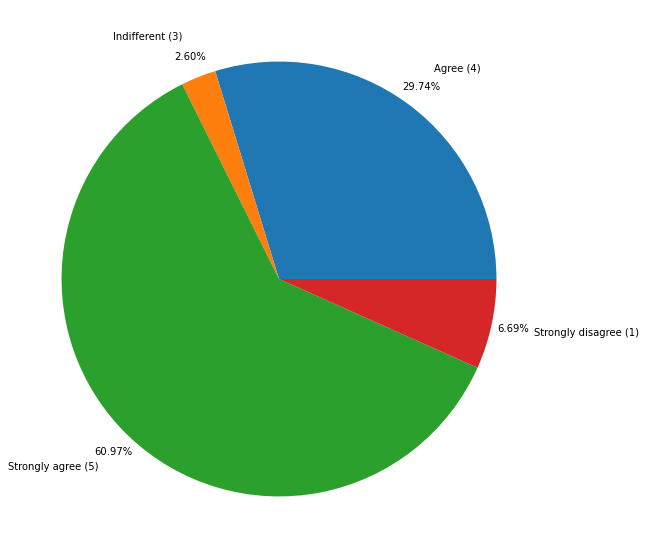 Indifferent (3)
2.60%
Agree (4)
29.74%
6.69%
Strongly disagree (1)
60.97%
Strongly agree (5)